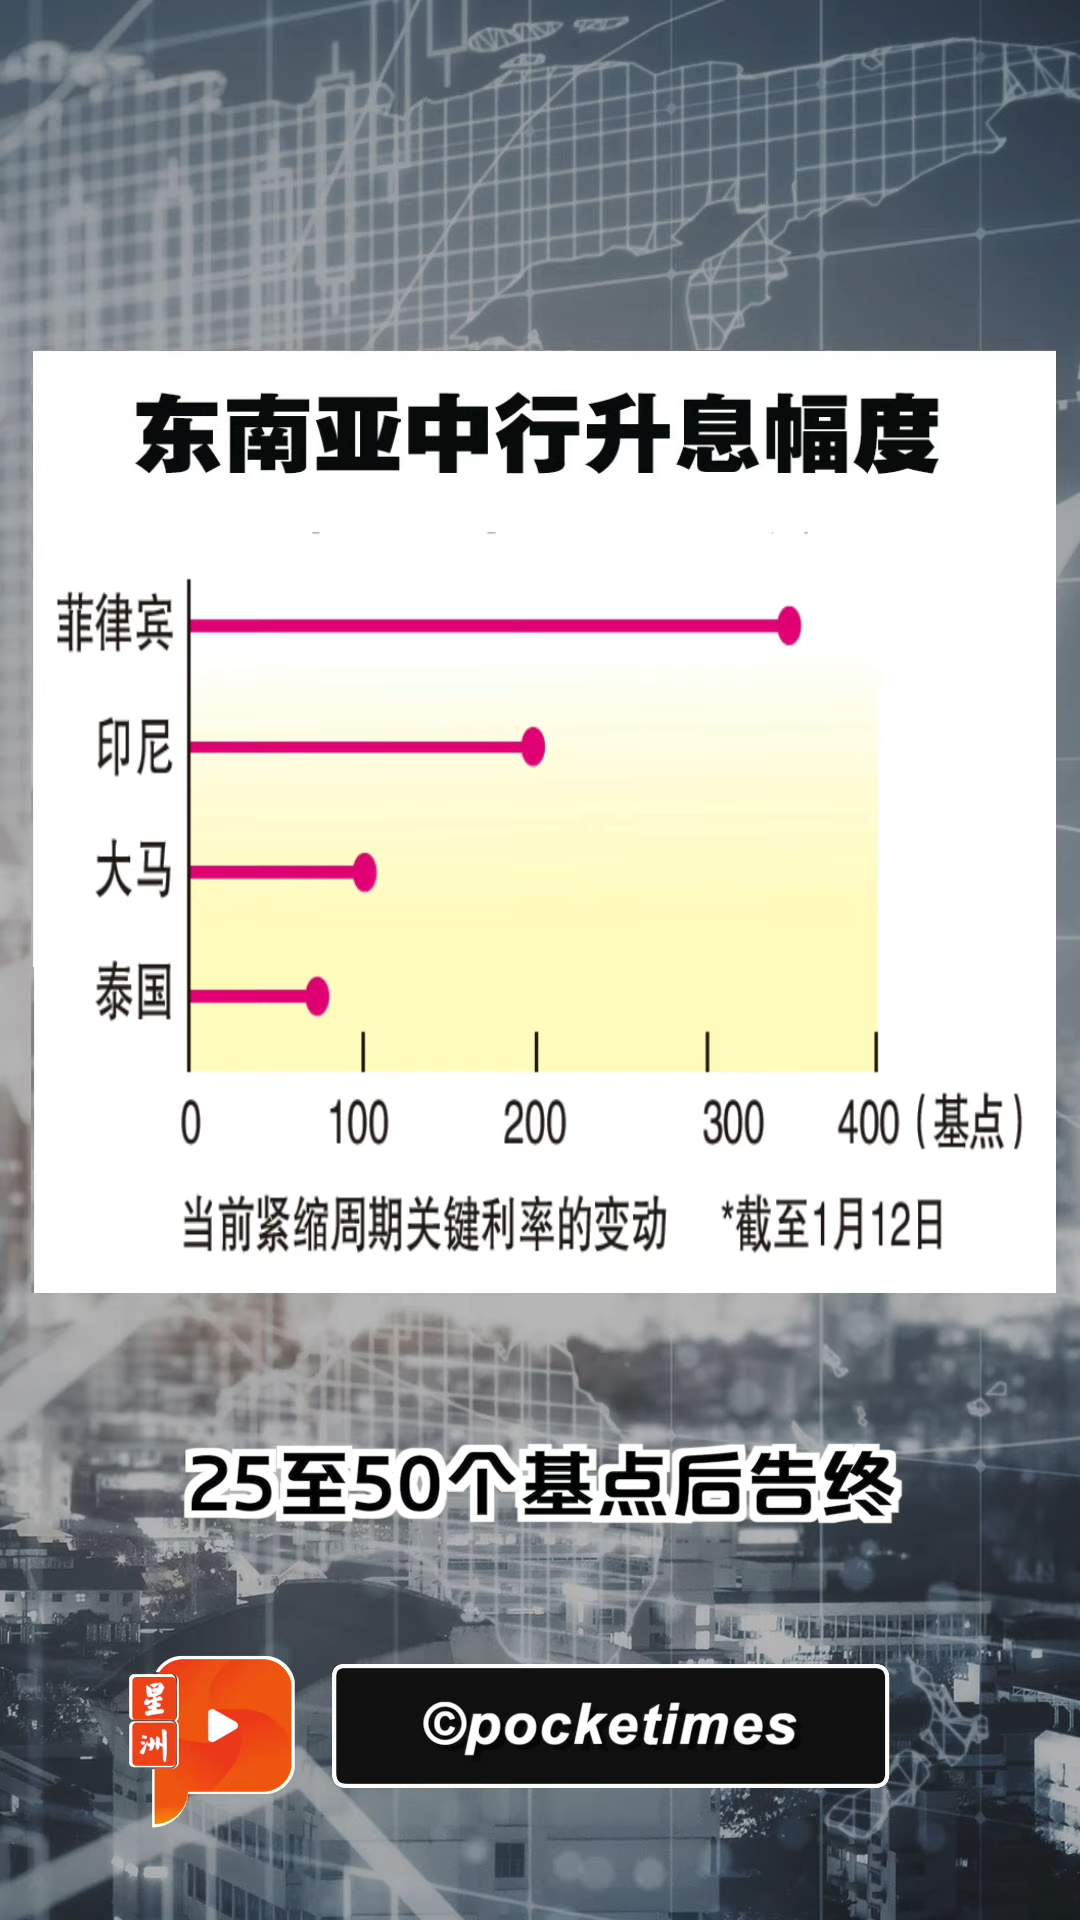 东南亚中行升息幅度
菲律宾
印尼
大马
泰国
0 100 200 300 400（基点）
当前紧缩周期关键利率的变动 *截至1月12日
25至50个基点后告终
星洲
©pocketimes